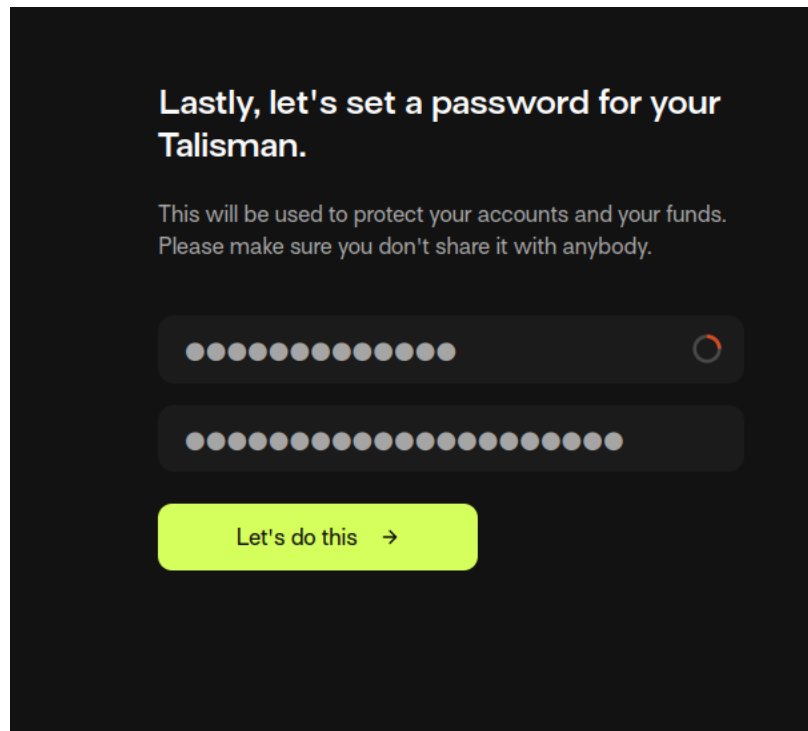 Lastly, let's set a password for your
Talisman.
This will be used to protect your accounts and your funds.
Please make sure you don't share it with anybody.
●●●●●●●●●●●●●
●●●●●●●●●●●●●●●●●●●●●
Let's do this →